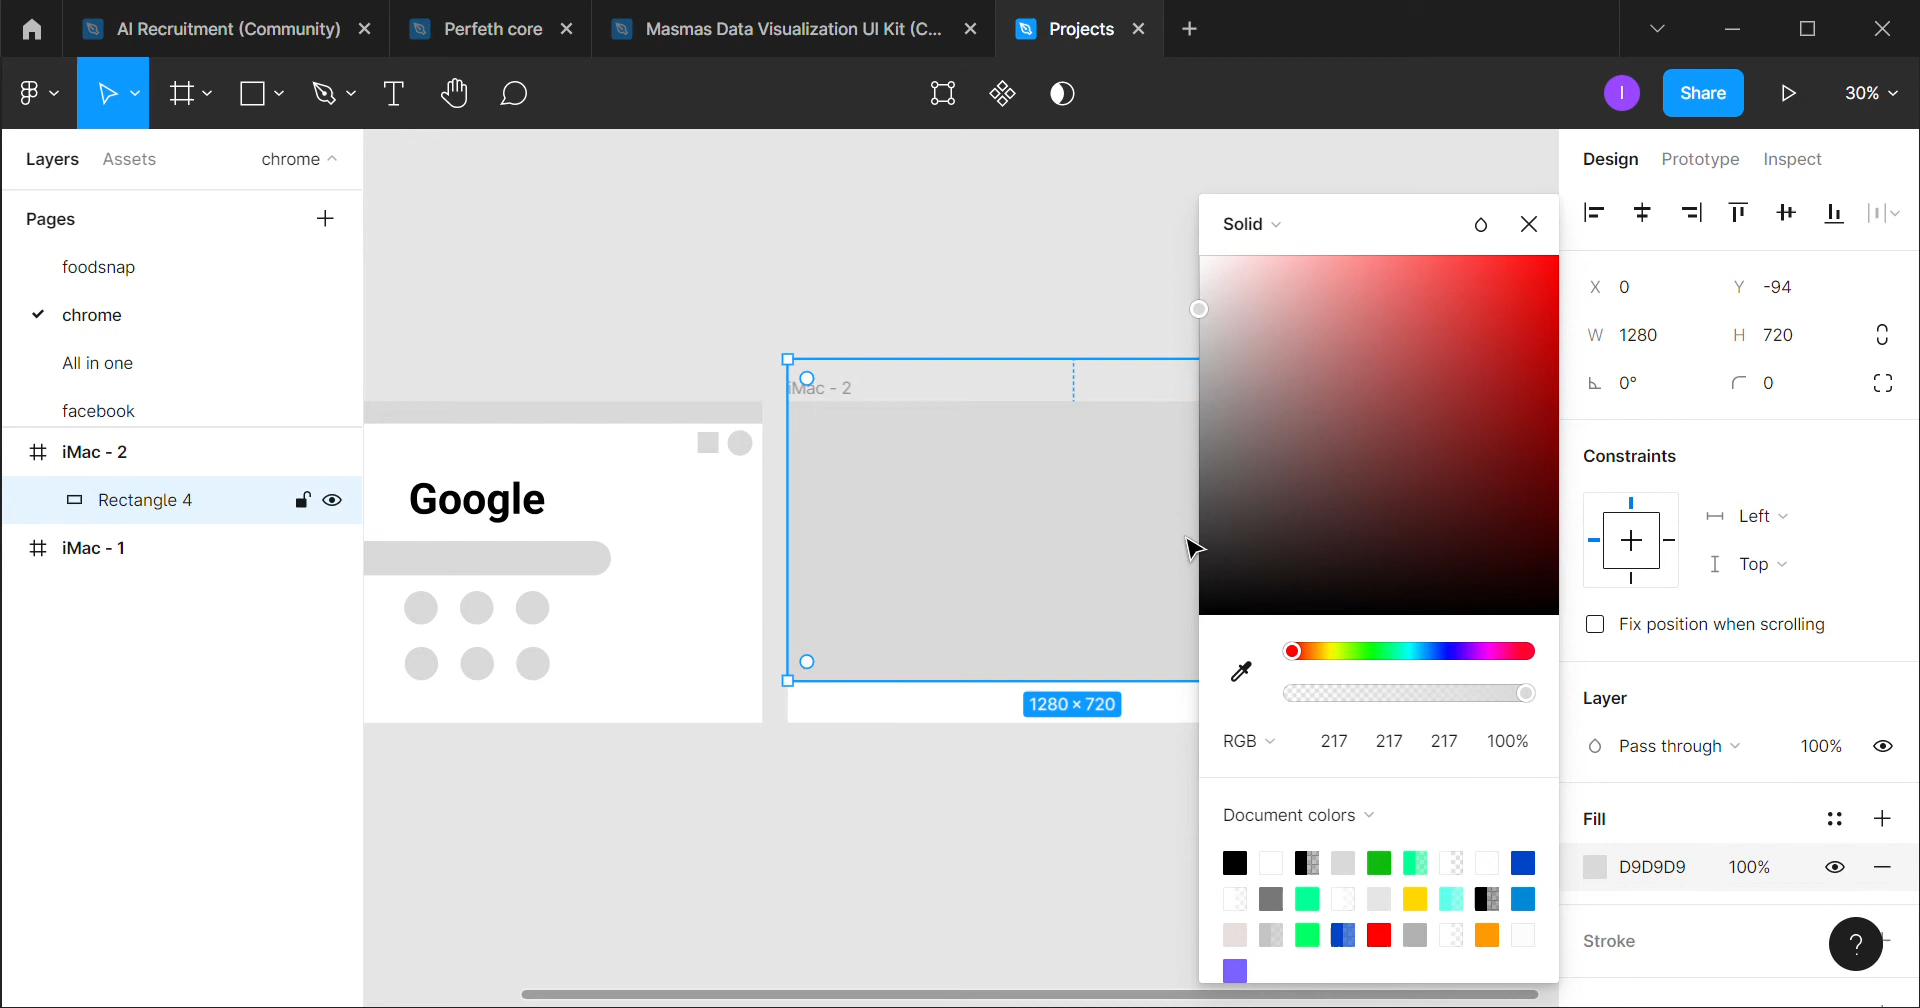 AI Recruitment (Community)
Perfeth core
Masmas Data Visualization UI Kit (C...
Projects
I
Share
30%
Layers
Assets
chrome
Pages
foodsnap
chrome
All in one
facebook
iMac - 2
Rectangle 4
iMac - 1
Google
iMac - 2
1280 × 720
Solid
RGB
217
217
217
100%
Document colors
Design
Prototype
Inspect
X 0
Y -94
W 1280
H 720
0°
0
Constraints
Left
Top
Fix position when scrolling
Layer
Pass through
100%
Fill
D9D9D9
100%
Stroke
?